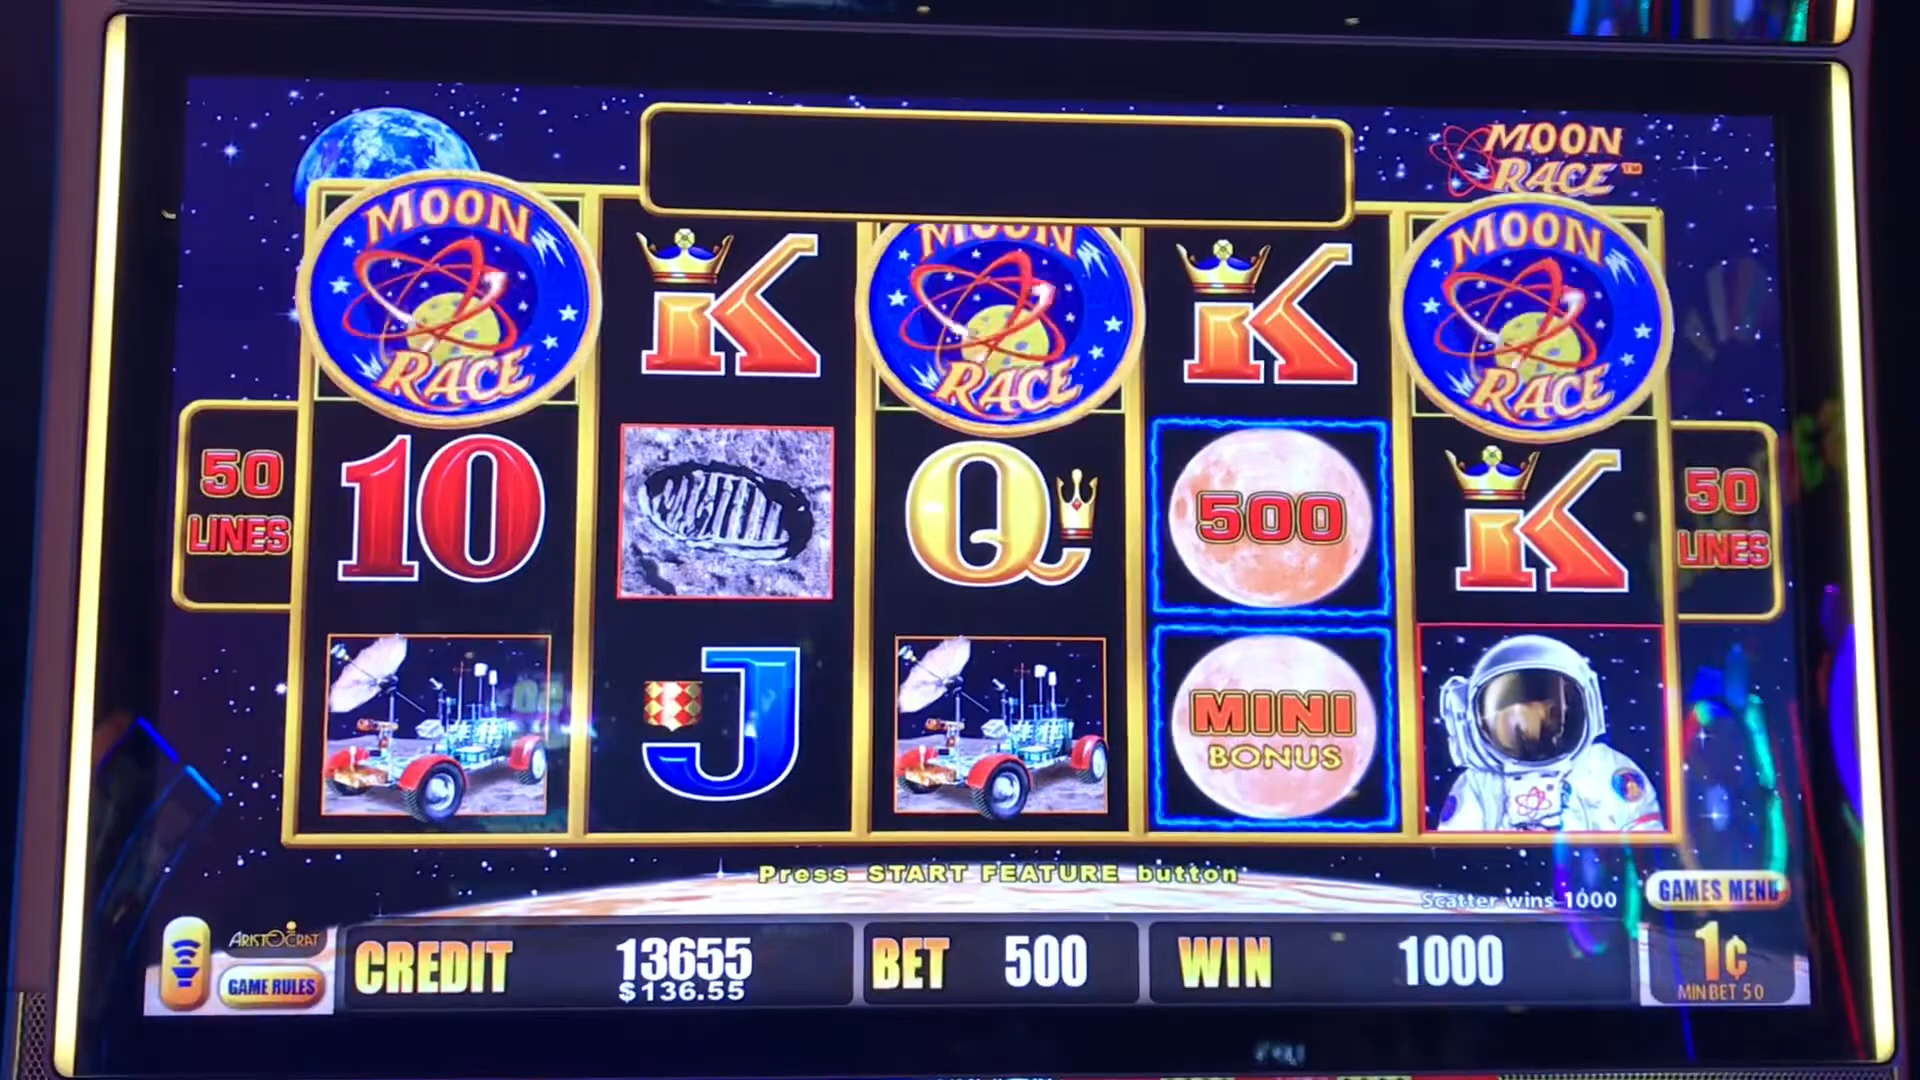 MOON
RACE™
MOON
RACE
K
MOON
RACE
K
MOON
RACE
50
LINES
10
Q
500
K
50
LINES
J
MINI
BONUS
Press START FEATURE button
Scatter wins 1000
GAMES MENU
ARISTOCRAT
GAME RULES
CREDIT 13655
$136.55
BET 500
WIN 1000
1¢
MIN BET 50